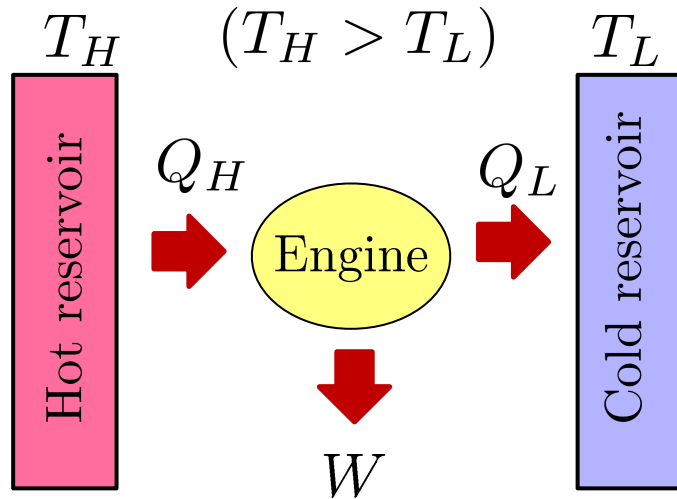 T_H
(T_H > T_L)
T_L
Hot reservoir
Q_H
Engine
Q_L
Cold reservoir
W